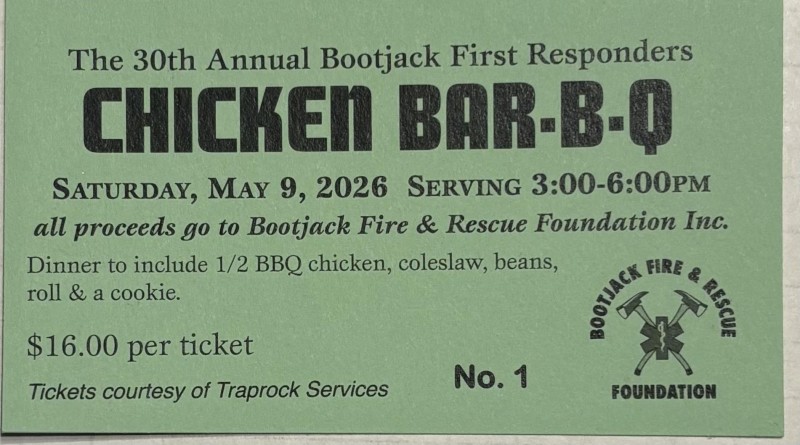 The 30th Annual Bootjack First Responders
CHICKEN BAR-B-Q
SATURDAY, MAY 9, 2026 SERVING 3:00-6:00PM
all proceeds go to Bootjack Fire & Rescue Foundation Inc.
Dinner to include 1/2 BBQ chicken, coleslaw, beans,
roll & a cookie.
$16.00 per ticket
Tickets courtesy of Traprock Services
No. 1
BOOTJACK FIRE & RESCUE
FOUNDATION